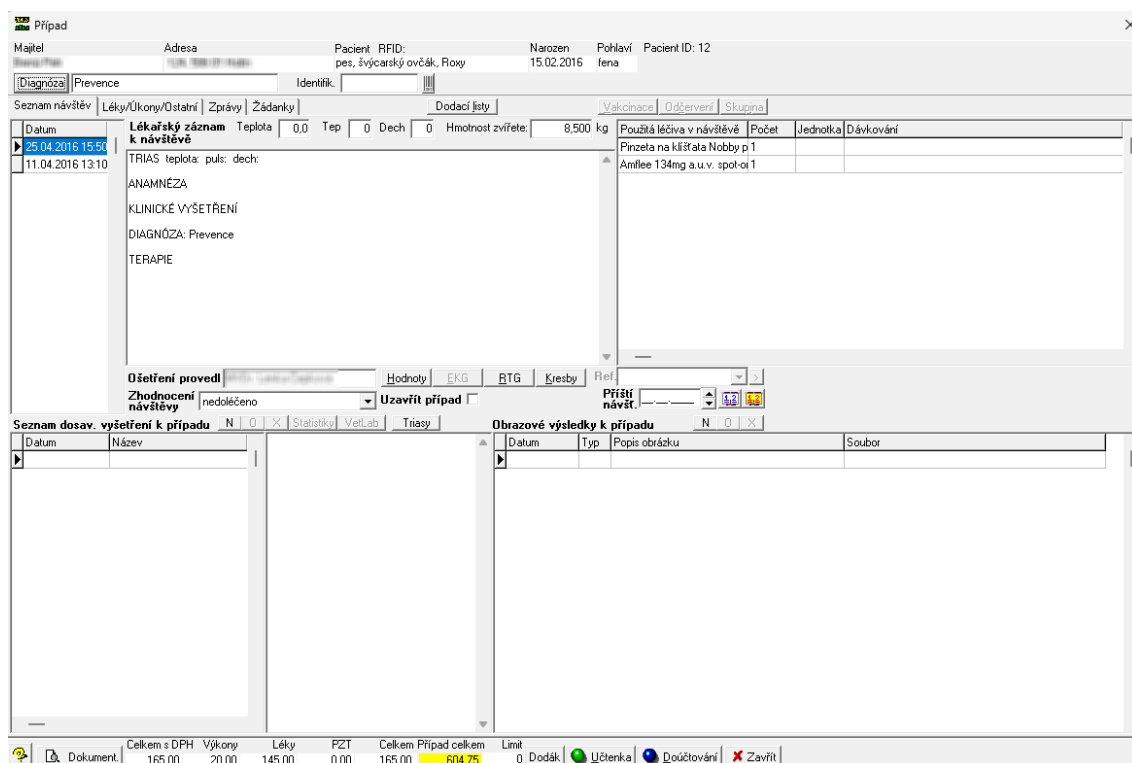 Případ
Majitel Adresa Pacient RFID: Narozen Pohlaví Pacient ID: 12
pes, švýcarský ovčák, Roxy 15.02.2016 fena
Diagnóza Prevence Identifik.
Seznam návštěv Léky/Úkony/Ostatní Zprávy Žádanky Dodací listy Vakcinace Odčervení Skupina
Datum Lékařský záznam k návštěvě Teplota 0,0 Tep 0 Dech 0 Hmotnost zvířete: 8,500 kg Použitá léčiva v návštěvě Počet Jednotka Dávkování
25.04.2016 15:50 Pinzeta na klíšťata Nobby p 1
11.04.2016 13:10 TRIAS teplota: puls: dech: Amflee 134mg a.u.v. spot-o 1
ANAMNÉZA
KLINICKÉ VYŠETŘENÍ
DIAGNÓZA: Prevence
TERAPIE
Ošetření provedl Hodnoty EKG RTG Kresby Ref.
Zhodnocení návštěvy nedoléčeno Uzavřít případ Příští návšt. __.__.____ 1,2 1,2
Seznam dosav. vyšetření k případu N O X Statistiky VetLab Triasy Obrazové výsledky k případu N O X
Datum Název Datum Typ Popis obrázku Soubor
Celkem s DPH Výkony Léky PZT Celkem Případ celkem Limit
Dokument. 165,00 20,00 145,00 0,00 165,00 604,75 0 Dodák Účtenka Doúčtování Zavřít